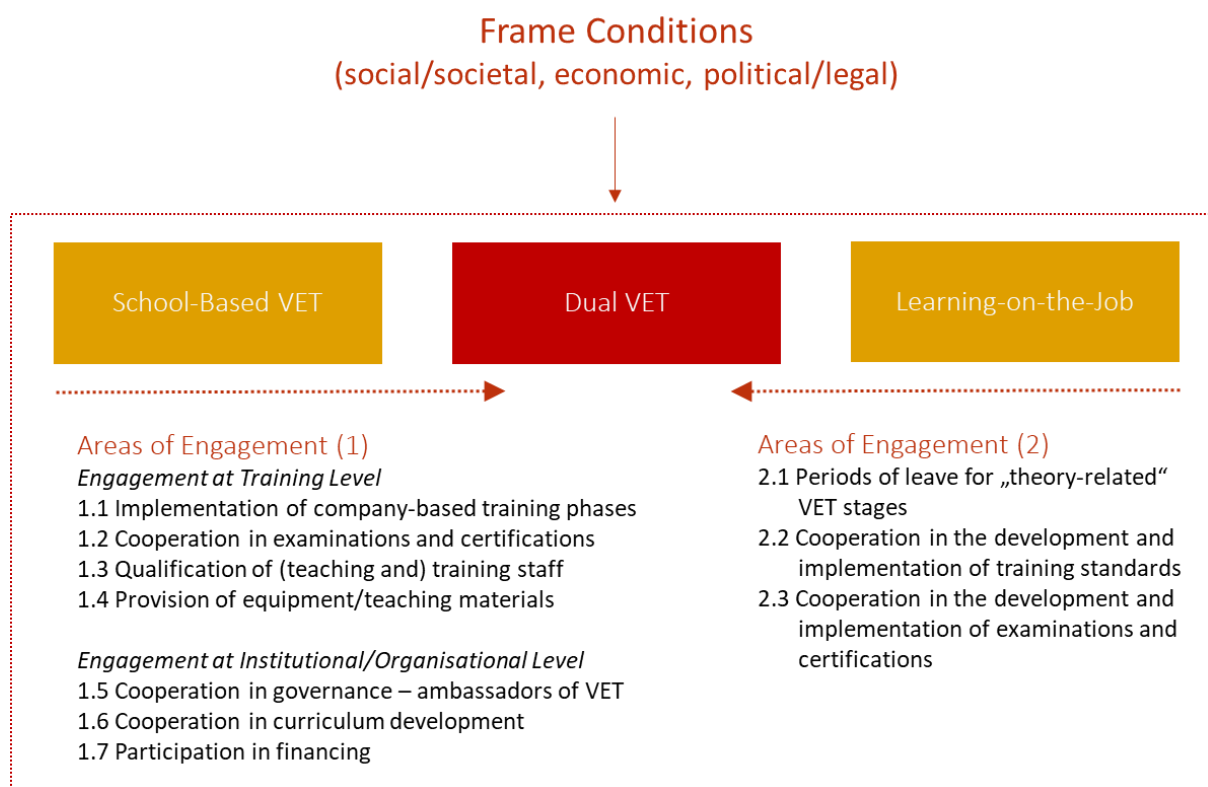 Frame Conditions
(social/societal, economic, political/legal)
School-Based VET
Dual VET
Learning-on-the-Job
Areas of Engagement (1)
Engagement at Training Level
1.1 Implementation of company-based training phases
1.2 Cooperation in examinations and certifications
1.3 Qualification of (teaching and) training staff
1.4 Provision of equipment/teaching materials
Engagement at Institutional/Organisational Level
1.5 Cooperation in governance – ambassadors of VET
1.6 Cooperation in curriculum development
1.7 Participation in financing
Areas of Engagement (2)
2.1 Periods of leave for „theory-related“
VET stages
2.2 Cooperation in the development and
implementation of training standards
2.3 Cooperation in the development and
implementation of examinations and
certifications